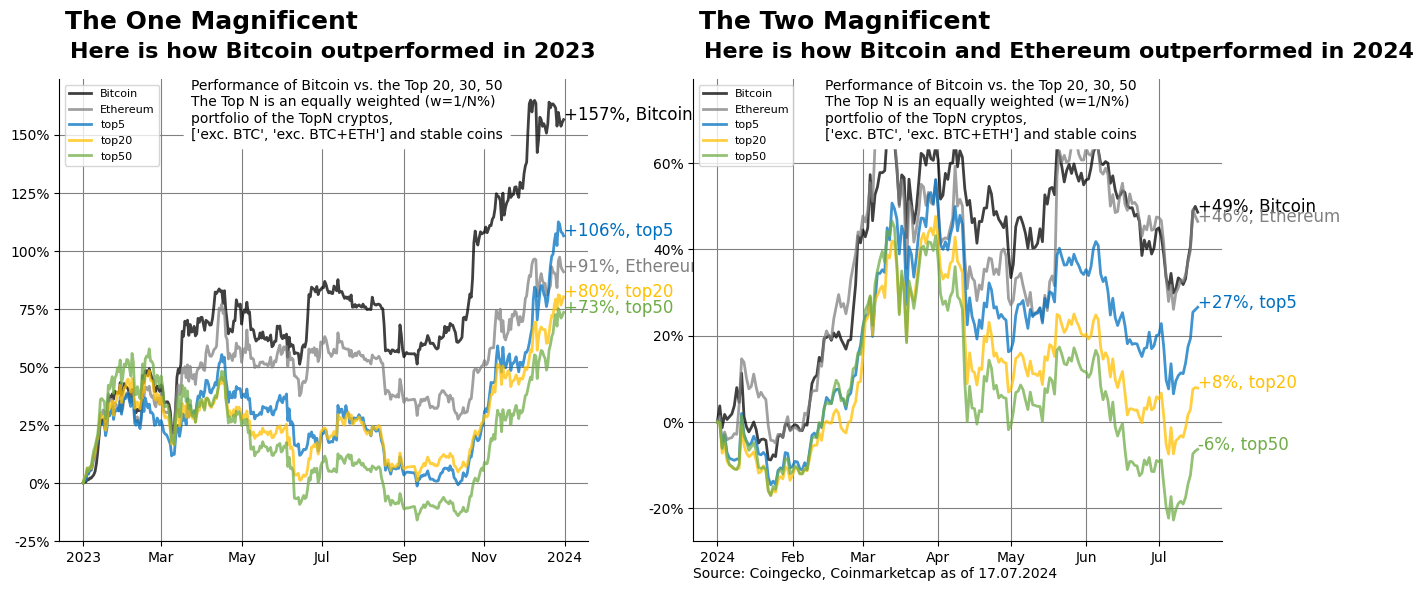 The One Magnificent
Here is how Bitcoin outperformed in 2023
Performance of Bitcoin vs. the Top 20, 30, 50
The Top N is an equally weighted (w=1/N%)
portfolio of the TopN cryptos,
['exc. BTC', 'exc. BTC+ETH'] and stable coins
Bitcoin
Ethereum
top5
top20
top50
150%
125%
100%
75%
50%
25%
0%
-25%
+157%, Bitcoin
+106%, top5
+91%, Ethereu
+80%, top20
+73%, top50
2023
Mar
May
Jul
Sep
Nov
2024
The Two Magnificent
Here is how Bitcoin and Ethereum outperformed in 2024
Performance of Bitcoin vs. the Top 20, 30, 50
The Top N is an equally weighted (w=1/N%)
portfolio of the TopN cryptos,
['exc. BTC', 'exc. BTC+ETH'] and stable coins
Bitcoin
Ethereum
top5
top20
top50
60%
40%
20%
0%
-20%
+49%, Bitcoin
+46%, Ethereum
+27%, top5
+8%, top20
-6%, top50
2024
Feb
Mar
Apr
May
Jun
Jul
Source: Coingecko, Coinmarketcap as of 17.07.2024